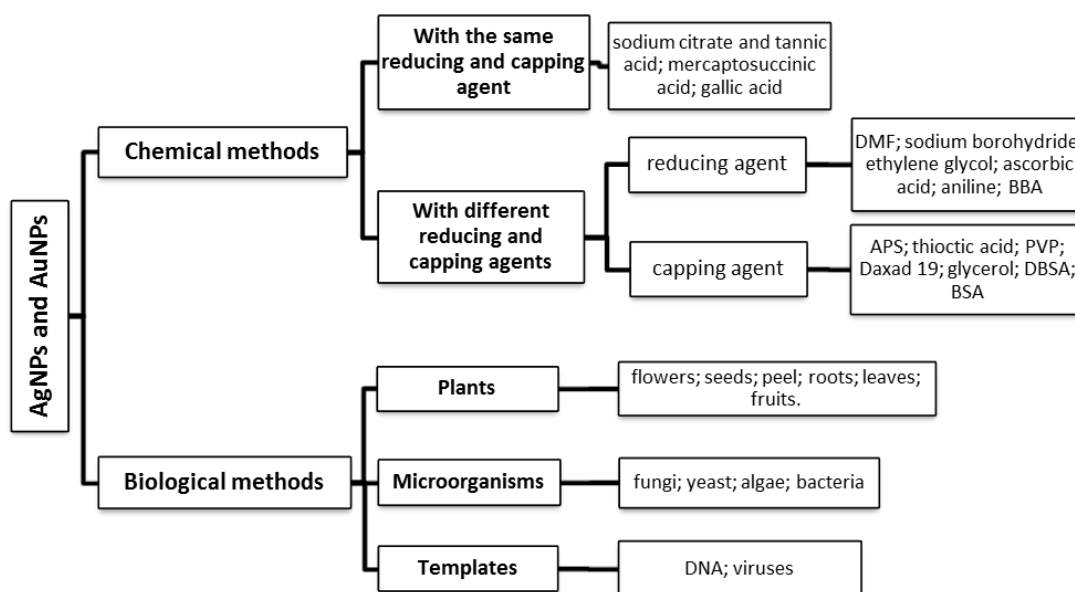 AgNPs and AuNPs
Chemical methods
With the same
reducing and capping
agent
sodium citrate and tannic
acid; mercaptosuccinic
acid; gallic acid
With different
reducing and
capping agents
reducing agent
DMF; sodium borohydride
ethylene glycol; ascorbic
acid; aniline; BBA
capping agent
APS; thioctic acid; PVP;
Daxad 19; glycerol; DBSA;
BSA
Biological methods
Plants
flowers; seeds; peel; roots; leaves;
fruits.
Microorganisms
fungi; yeast; algae; bacteria
Templates
DNA; viruses